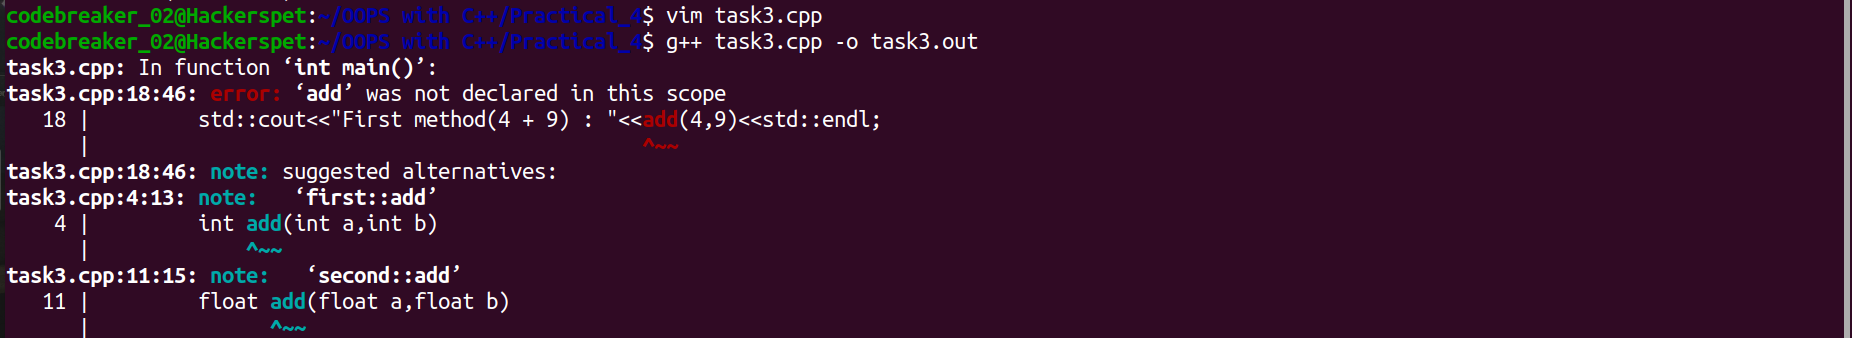 codebreaker_02@Hackerspet:~/OOPS with C++/Practical_4$ vim task3.cpp
codebreaker_02@Hackerspet:~/OOPS with C++/Practical_4$ g++ task3.cpp -o task3.out
task3.cpp: In function ‘int main()’:
task3.cpp:18:46: error: ‘add’ was not declared in this scope
   18 |         std::cout<<"First method(4 + 9) : "<<add(4,9)<<std::endl;
      |                                              ^~~
task3.cpp:18:46: note: suggested alternatives:
task3.cpp:4:13: note:   ‘first::add’
    4 |         int add(int a,int b)
      |             ^~~
task3.cpp:11:15: note:   ‘second::add’
   11 |         float add(float a,float b)
      |               ^~~